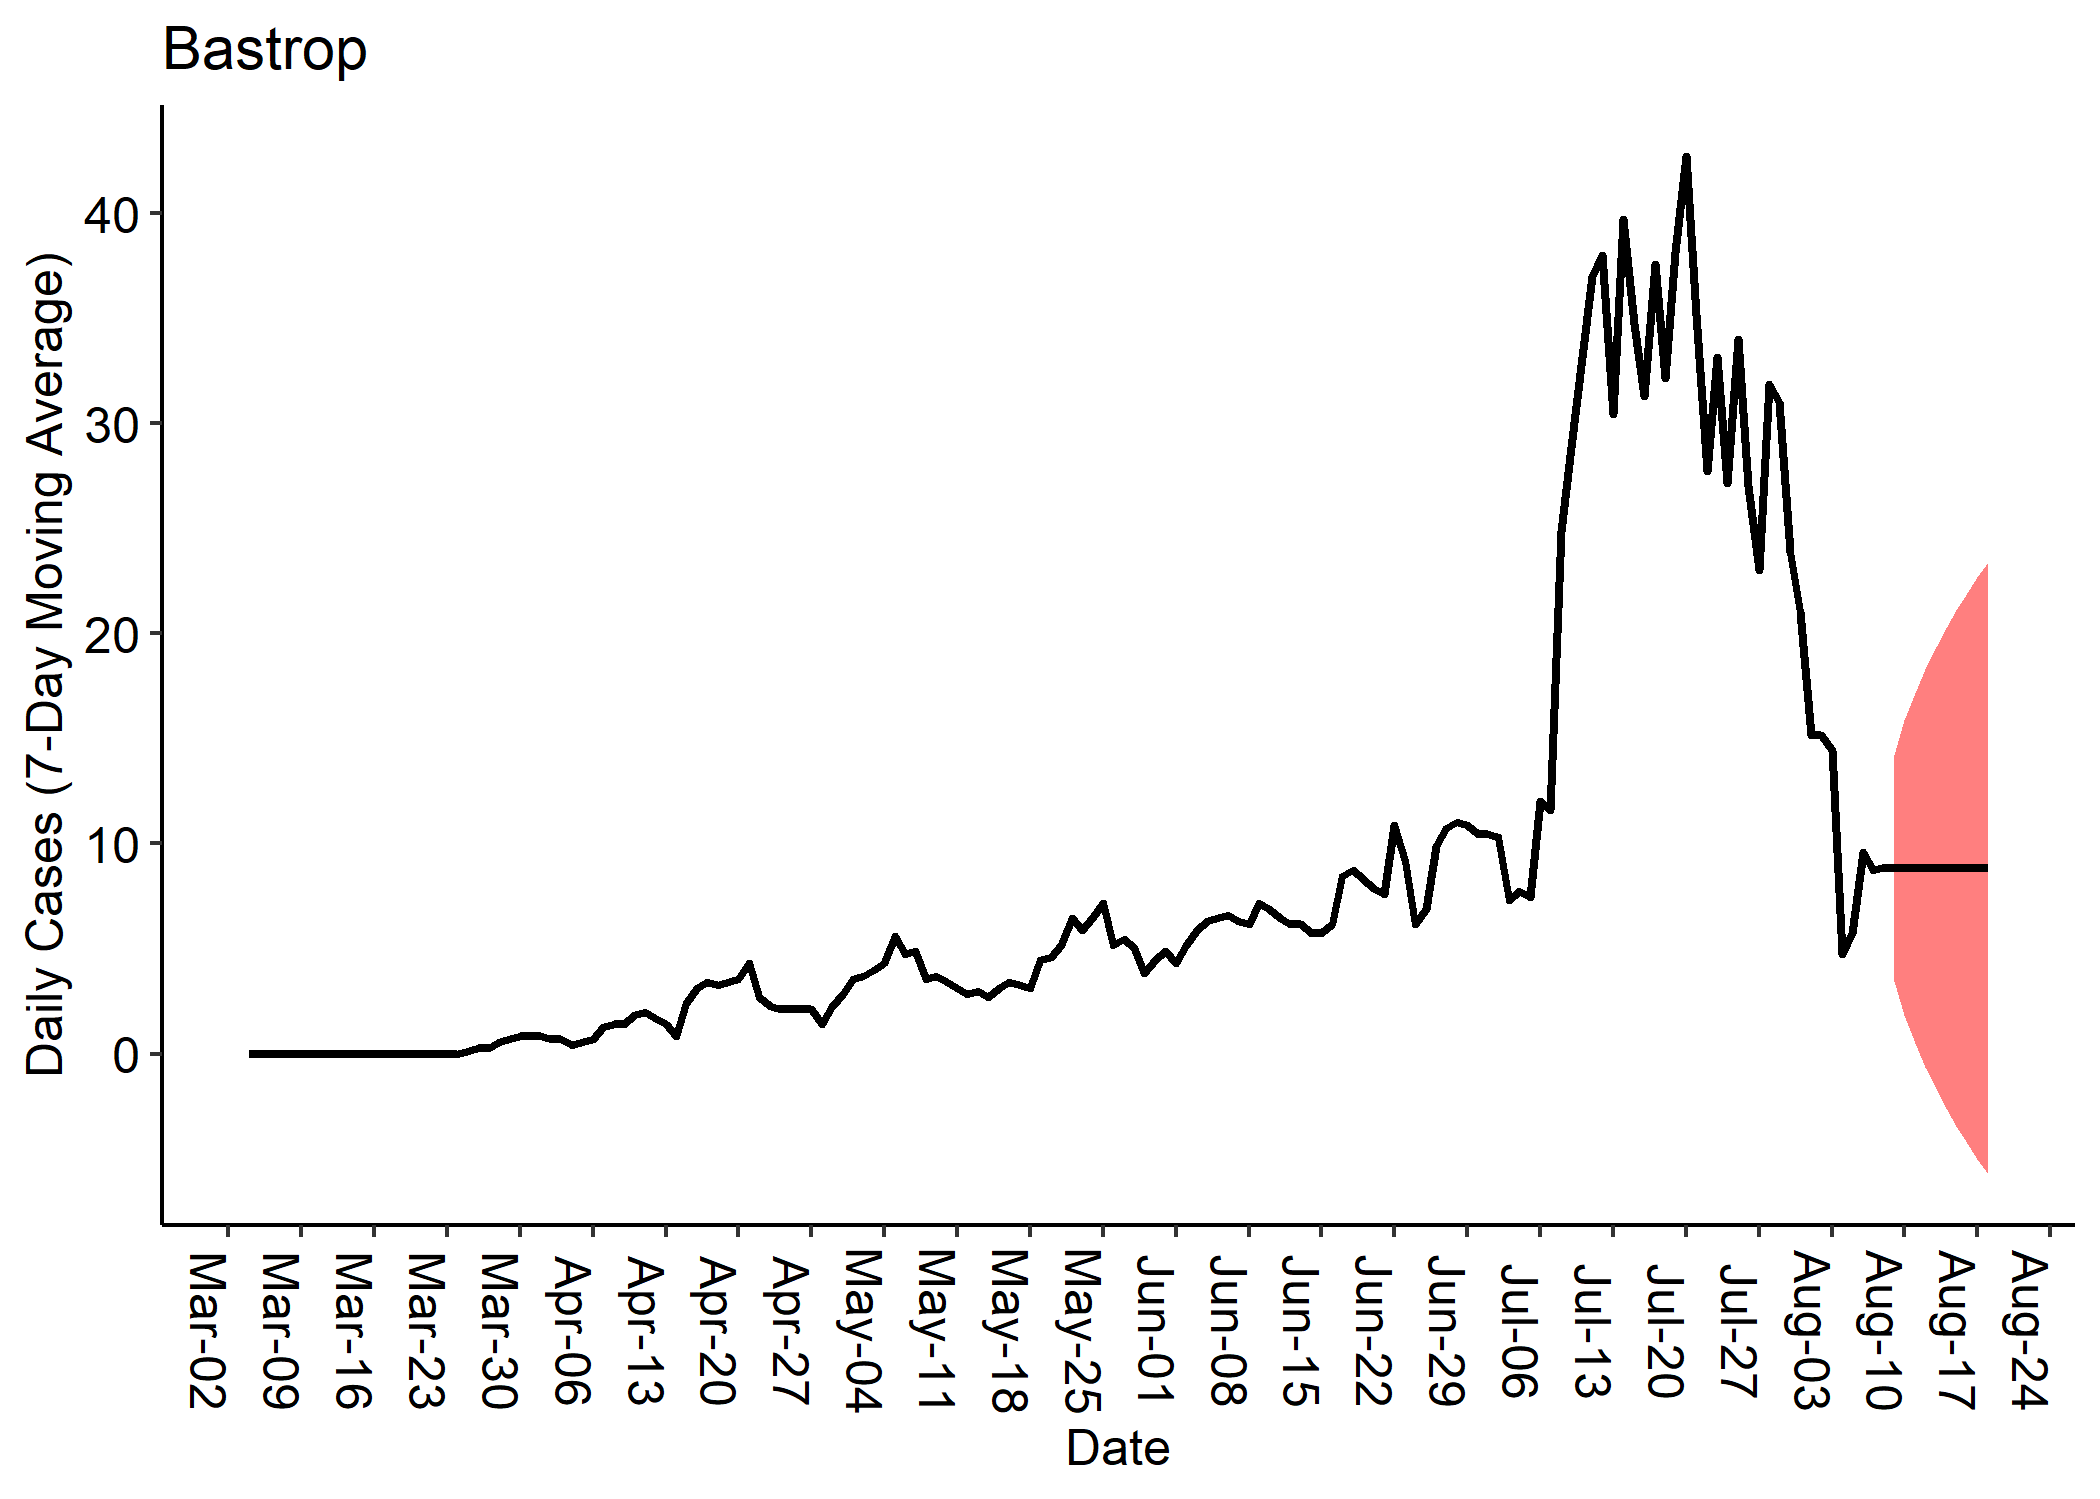 Bastrop
Daily Cases (7-Day Moving Average)
40
30
20
10
0
Mar-02
Mar-09
Mar-16
Mar-23
Mar-30
Apr-06
Apr-13
Apr-20
Apr-27
May-04
May-11
May-18
May-25
Jun-01
Jun-08
Jun-15
Jun-22
Jun-29
Jul-06
Jul-13
Jul-20
Jul-27
Aug-03
Aug-10
Aug-17
Aug-24
Date